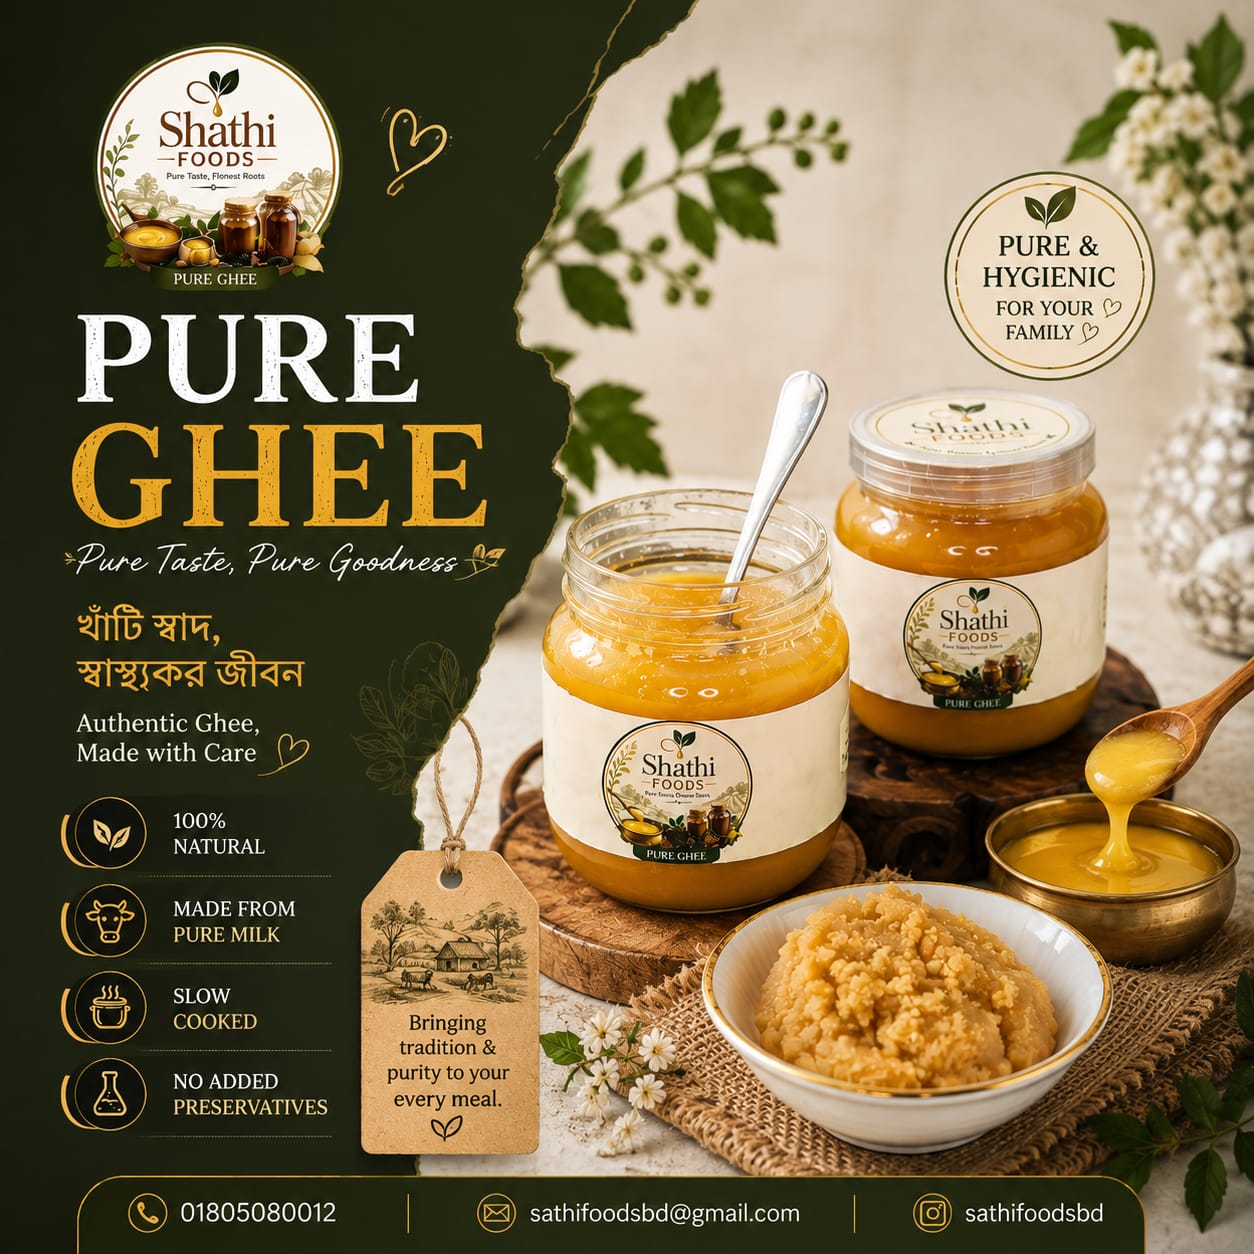 Shathi
FOODS
Pure Taste, Flonest Roots
PURE GHEE
PURE
GHEE
Pure Taste, Pure Goodness
খাঁটি স্বাদ,
স্বাস্থ্যকর জীবন
Authentic Ghee,
Made with Care
100%
NATURAL
MADE FROM
PURE MILK
SLOW
COOKED
NO ADDED
PRESERVATIVES
Bringing
tradition &
purity to your
every meal.
PURE &
HYGIENIC
FOR YOUR
FAMILY
Shathi
FOODS
Shathi
FOODS
PURE GHEE
Shathi
FOODS
PURE GHEE
01805080012
sathifoodsbd@gmail.com
sathifoodsbd